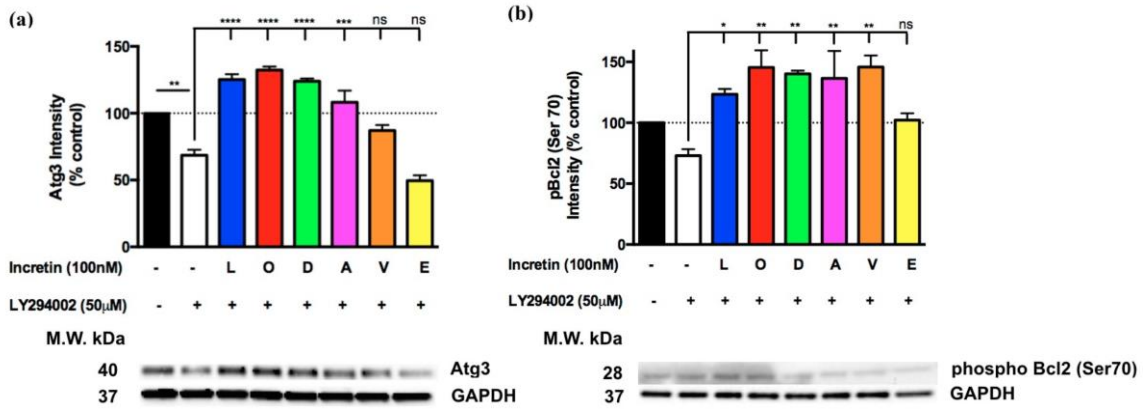 (a)
**** **** **** *** ns ns
**
150
100
50
0
Atg3 Intensity
(% control)
Incretin (100nM) - - L O D A V E
LY294002 (50μM) - + + + + + + +
M.W. kDa
40 Atg3
37 GAPDH
(b)
* ** ** ** ** ns
150
100
50
0
pBcl2 (Ser 70)
Intensity (% control)
Incretin (100nM) - - L O D A V E
LY294002 (50μM) - + + + + + + +
M.W. kDa
28 phospho Bcl2 (Ser70)
37 GAPDH